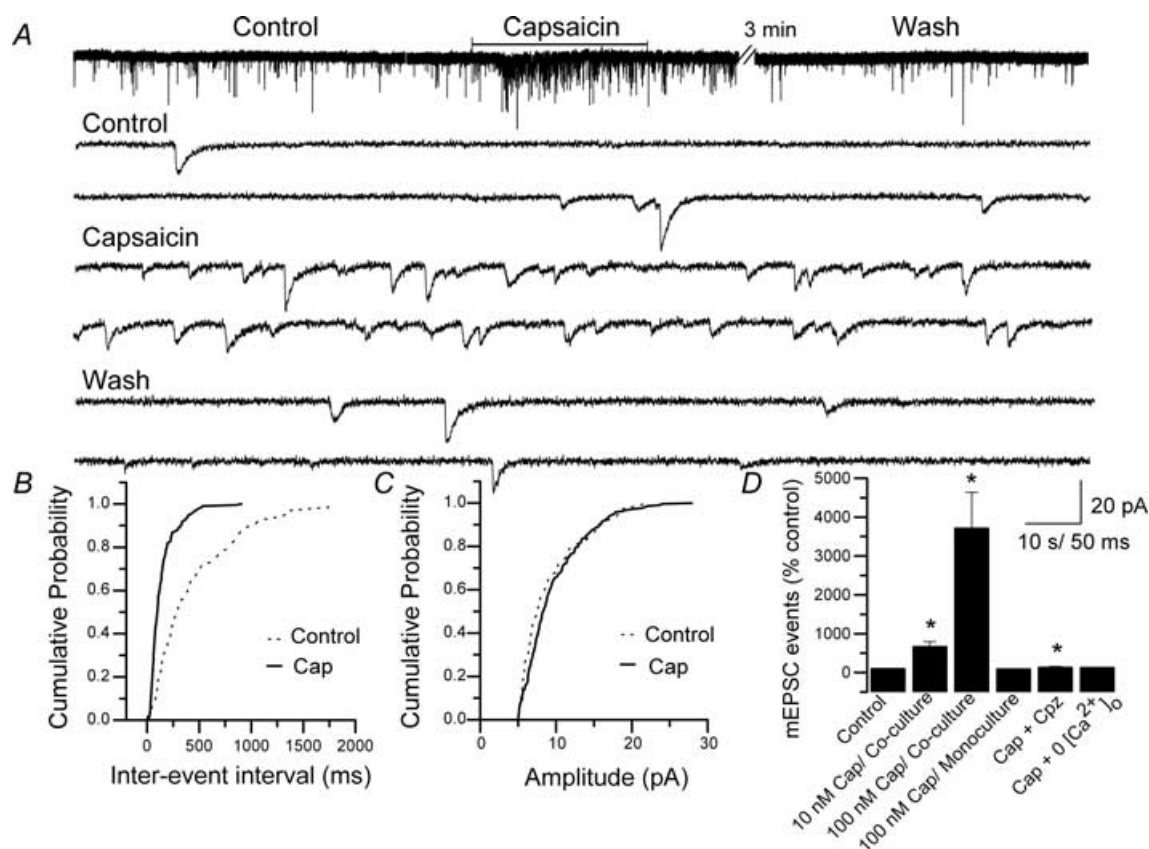 A
Control
Capsaicin
3 min
Wash
Control
Capsaicin
Wash
B
Cumulative Probability
1.0
0.8
0.6
0.4
0.2
0.0
Control
Cap
0 500 1000 1500 2000
Inter-event interval (ms)
C
Cumulative Probability
1.0
0.8
0.6
0.4
0.2
0.0
Control
Cap
0 10 20 30
Amplitude (pA)
D
mEPSC events (% control)
5000
4000
3000
2000
1000
0
*
*
*
20 pA
10 s/ 50 ms
Control
10 nM Cap/ Co-culture
100 nM Cap/ Co-culture
100 nM Cap/ Monoculture
Cap + Cpz
Cap + 0 [Ca²⁺]₀